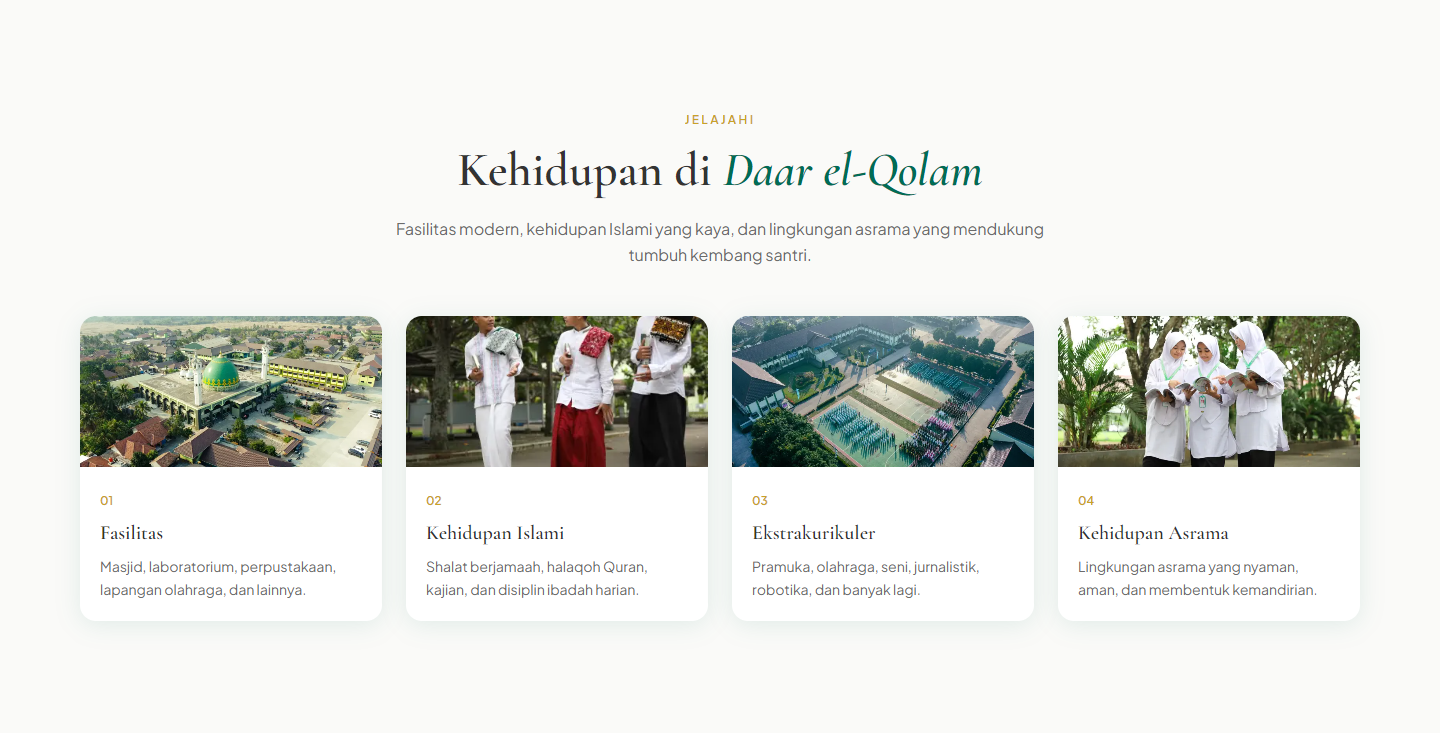 JELAJAHI
Kehidupan di Daar el-Qolam
Fasilitas modern, kehidupan Islami yang kaya, dan lingkungan asrama yang mendukung
tumbuh kembang santri.
01
Fasilitas
Masjid, laboratorium, perpustakaan,
lapangan olahraga, dan lainnya.
02
Kehidupan Islami
Shalat berjamaah, halaqoh Quran,
kajian, dan disiplin ibadah harian.
03
Ekstrakurikuler
Pramuka, olahraga, seni, jurnalistik,
robotika, dan banyak lagi.
04
Kehidupan Asrama
Lingkungan asrama yang nyaman,
aman, dan membentuk kemandirian.